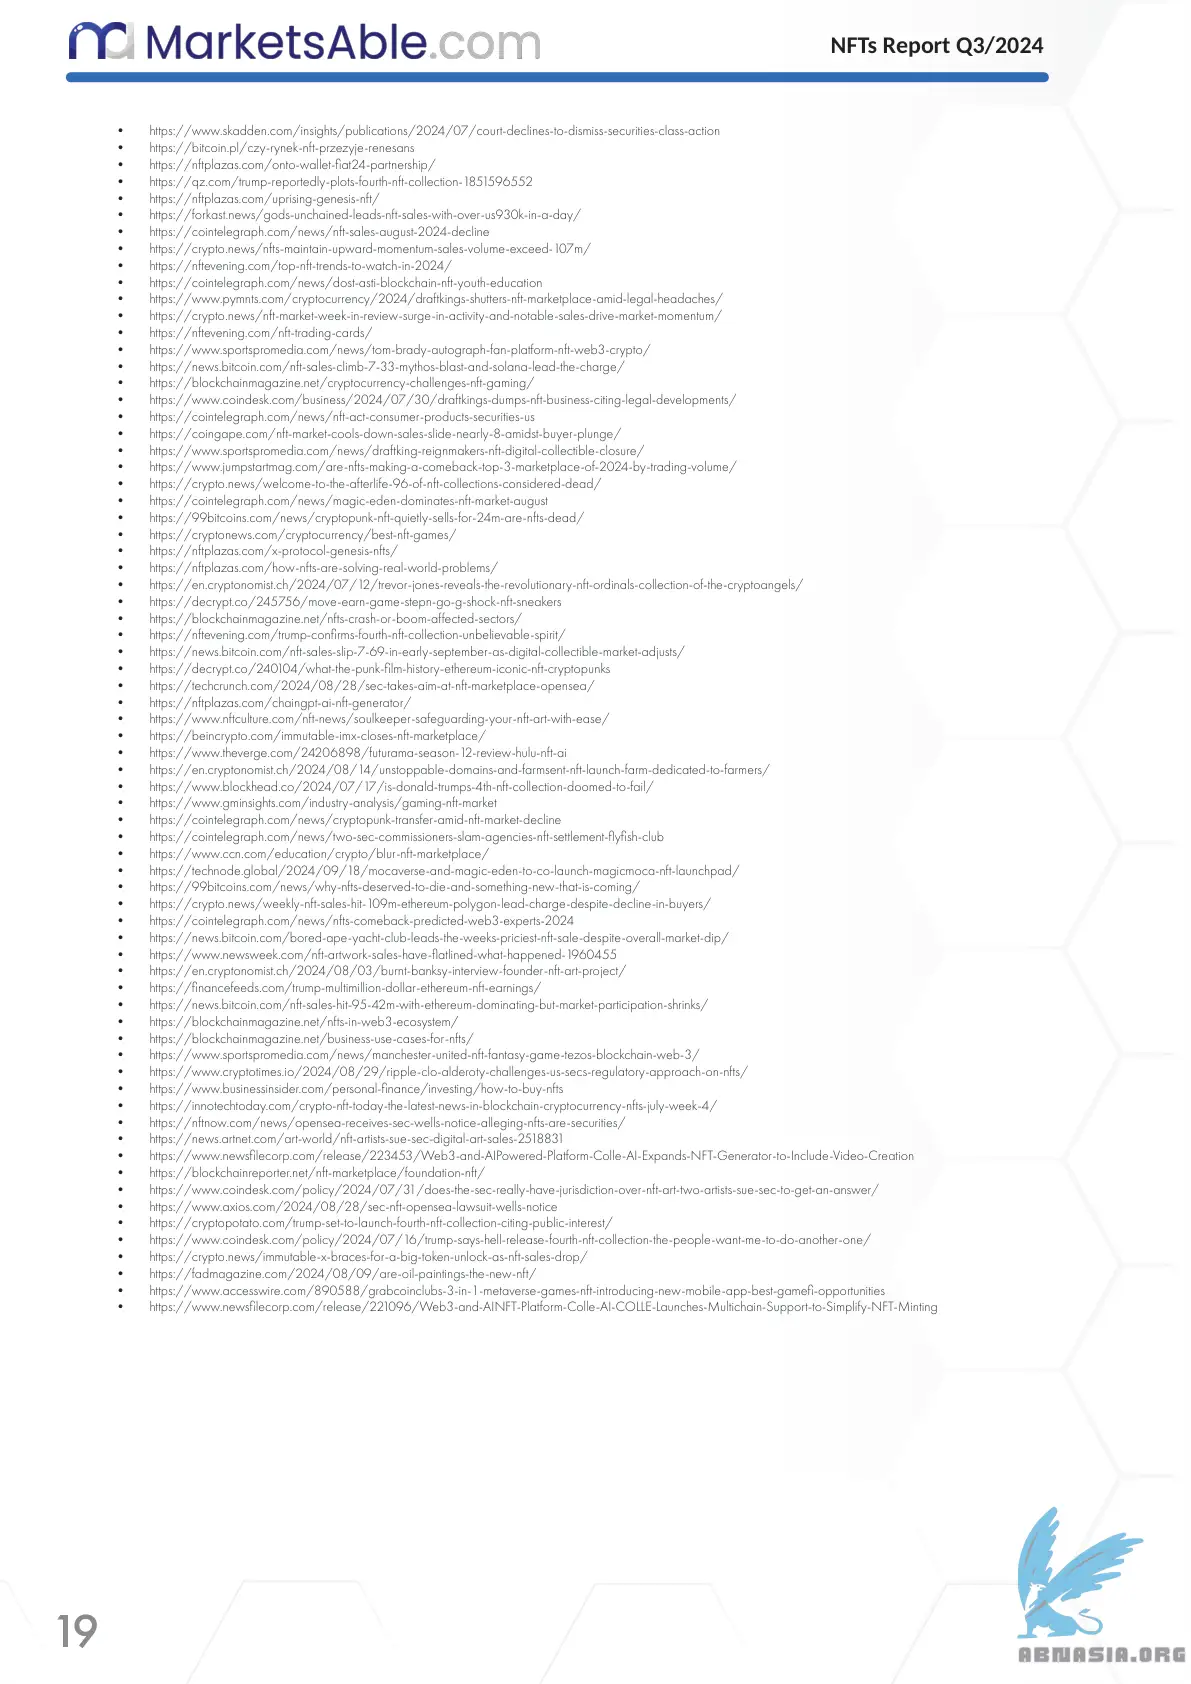 MarketsAble.com
NFTs Report Q3/2024
• https://www.skadden.com/insights/publications/2024/07/court-declines-to-dismiss-securities-class-action
• https://bitcoin.pl/czy-rynek-nft-przezyje-renesans
• https://nftplazas.com/onto-wallet-fiat24-partnership/
• https://qz.com/trump-reportedly-plots-fourth-nft-collection-1851596552
• https://nftplazas.com/uprising-genesis-nft/
• https://forkast.news/gods-unchained-leads-nft-sales-with-over-us930k-in-a-day/
• https://cointelegraph.com/news/nft-sales-august-2024-decline
• https://crypto.news/nfts-maintain-upward-momentum-sales-volume-exceed-107m/
• https://nftevening.com/top-nft-trends-to-watch-in-2024/
• https://cointelegraph.com/news/dost-asti-blockchain-nft-youth-education
• https://www.pymnts.com/cryptocurrency/2024/draftkings-shutters-nft-marketplace-amid-legal-headaches/
• https://crypto.news/nft-market-week-in-review-surge-in-activity-and-notable-sales-drive-market-momentum/
• https://nftevening.com/nft-trading-cards/
• https://www.sportspromedia.com/news/tom-brady-autograph-fan-platform-nft-web3-crypto/
• https://news.bitcoin.com/nft-sales-climb-7-33-mythos-blast-and-solana-lead-the-charge/
• https://blockchainmagazine.net/cryptocurrency-challenges-nft-gaming/
• https://www.coindesk.com/business/2024/07/30/draftkings-dumps-nft-business-citing-legal-developments/
• https://cointelegraph.com/news/nft-act-consumer-products-securities-us
• https://coingape.com/nft-market-cools-down-sales-slide-nearly-8-amidst-buyer-plunge/
• https://www.sportspromedia.com/news/draftking-reignmakers-nft-digital-collectible-closure/
• https://www.jumpstartmag.com/are-nfts-making-a-comeback-top-3-marketplace-of-2024-by-trading-volume/
• https://crypto.news/welcome-to-the-afterlife-96-of-nft-collections-considered-dead/
• https://cointelegraph.com/news/magic-eden-dominates-nft-market-august
• https://99bitcoins.com/news/cryptopunk-nft-quietly-sells-for-24m-are-nfts-dead/
• https://cryptonews.com/cryptocurrency/best-nft-games/
• https://nftplazas.com/x-protocol-genesis-nfts/
• https://nftplazas.com/how-nfts-are-solving-real-world-problems/
• https://en.cryptonomist.ch/2024/07/12/trevor-jones-reveals-the-revolutionary-nft-ordinals-collection-of-the-cryptoangels/
• https://decrypt.co/245756/move-earn-game-stepn-go-g-shock-nft-sneakers
• https://blockchainmagazine.net/nfts-crash-or-boom-affected-sectors/
• https://nftevening.com/trump-confirms-fourth-nft-collection-unbelievable-spirit/
• https://news.bitcoin.com/nft-sales-slip-7-69-in-early-september-as-digital-collectible-market-adjusts/
• https://decrypt.co/240104/what-the-punk-film-history-ethereum-iconic-nft-cryptopunks
• https://techcrunch.com/2024/08/28/sec-takes-aim-at-nft-marketplace-opensea/
• https://nftplazas.com/chaingpt-ai-nft-generator/
• https://www.nftculture.com/nft-news/soulkeeper-safeguarding-your-nft-art-with-ease/
• https://beincrypto.com/immutable-imx-closes-nft-marketplace/
• https://www.theverge.com/24206898/futurama-season-12-review-hulu-nft-ai
• https://en.cryptonomist.ch/2024/08/14/unstoppable-domains-and-farmsent-nft-launch-farm-dedicated-to-farmers/
• https://www.blockhead.co/2024/07/17/is-donald-trumps-4th-nft-collection-doomed-to-fail/
• https://www.gminsights.com/industry-analysis/gaming-nft-market
• https://cointelegraph.com/news/cryptopunk-transfer-amid-nft-market-decline
• https://cointelegraph.com/news/two-sec-commissioners-slam-agencies-nft-settlement-flyfish-club
• https://www.ccn.com/education/crypto/blur-nft-marketplace/
• https://technode.global/2024/09/18/mocaverse-and-magic-eden-to-co-launch-magicmoca-nft-launchpad/
• https://99bitcoins.com/news/why-nfts-deserved-to-die-and-something-new-that-is-coming/
• https://crypto.news/weekly-nft-sales-hit-109m-ethereum-polygon-lead-charge-despite-decline-in-buyers/
• https://cointelegraph.com/news/nfts-comeback-predicted-web3-experts-2024
• https://news.bitcoin.com/bored-ape-yacht-club-leads-the-weeks-priciest-nft-sale-despite-overall-market-dip/
• https://www.newsweek.com/nft-artwork-sales-have-flatlined-what-happened-1960455
• https://en.cryptonomist.ch/2024/08/03/burnt-banksy-interview-founder-nft-art-project/
• https://financefeeds.com/trump-multimillion-dollar-ethereum-nft-earnings/
• https://news.bitcoin.com/nft-sales-hit-95-42m-with-ethereum-dominating-but-market-participation-shrinks/
• https://blockchainmagazine.net/nfts-in-web3-ecosystem/
• https://blockchainmagazine.net/business-use-cases-for-nfts/
• https://www.sportspromedia.com/news/manchester-united-nft-fantasy-game-tezos-blockchain-web-3/
• https://www.cryptotimes.io/2024/08/29/ripple-clo-alderoty-challenges-us-secs-regulatory-approach-on-nfts/
• https://www.businessinsider.com/personal-finance/investing/how-to-buy-nfts
• https://innotechtoday.com/crypto-nft-today-the-latest-news-in-blockchain-cryptocurrency-nfts-july-week-4/
• https://nftnow.com/news/opensea-receives-sec-wells-notice-alleging-nfts-are-securities/
• https://news.artnet.com/art-world/nft-artists-sue-sec-digital-art-sales-2518831
• https://www.newsfilecorp.com/release/223453/Web3-and-AIPowered-Platform-Colle-AI-Expands-NFT-Generator-to-Include-Video-Creation
• https://blockchainreporter.net/nft-marketplace/foundation-nft/
• https://www.coindesk.com/policy/2024/07/31/does-the-sec-really-have-jurisdiction-over-nft-art-two-artists-sue-sec-to-get-an-answer/
• https://www.axios.com/2024/08/28/sec-nft-opensea-lawsuit-wells-notice
• https://cryptopotato.com/trump-set-to-launch-fourth-nft-collection-citing-public-interest/
• https://www.coindesk.com/policy/2024/07/16/trump-says-hell-release-fourth-nft-collection-the-people-want-me-to-do-another-one/
• https://crypto.news/immutable-x-braces-for-a-big-token-unlock-as-nft-sales-drop/
• https://fadmagazine.com/2024/08/09/are-oil-paintings-the-new-nft/
• https://www.accesswire.com/890588/grabcoinclubs-3-in-1-metaverse-games-nft-introducing-new-mobile-app-best-gamefi-opportunities
• https://www.newsfilecorp.com/release/221096/Web3-and-AINFT-Platform-Colle-AI-COLLE-Launches-Multichain-Support-to-Simplify-NFT-Minting
19
ABNASIA.ORG